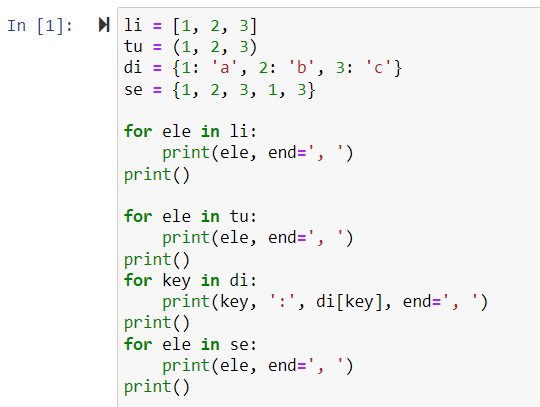 In [1]: li = [1, 2, 3]
tu = (1, 2, 3)
di = {1: 'a', 2: 'b', 3: 'c'}
se = {1, 2, 3, 1, 3}

for ele in li:
    print(ele, end=', ')
print()

for ele in tu:
    print(ele, end=', ')
print()
for key in di:
    print(key, ':', di[key], end=', ')
print()
for ele in se:
    print(ele, end=', ')
print()